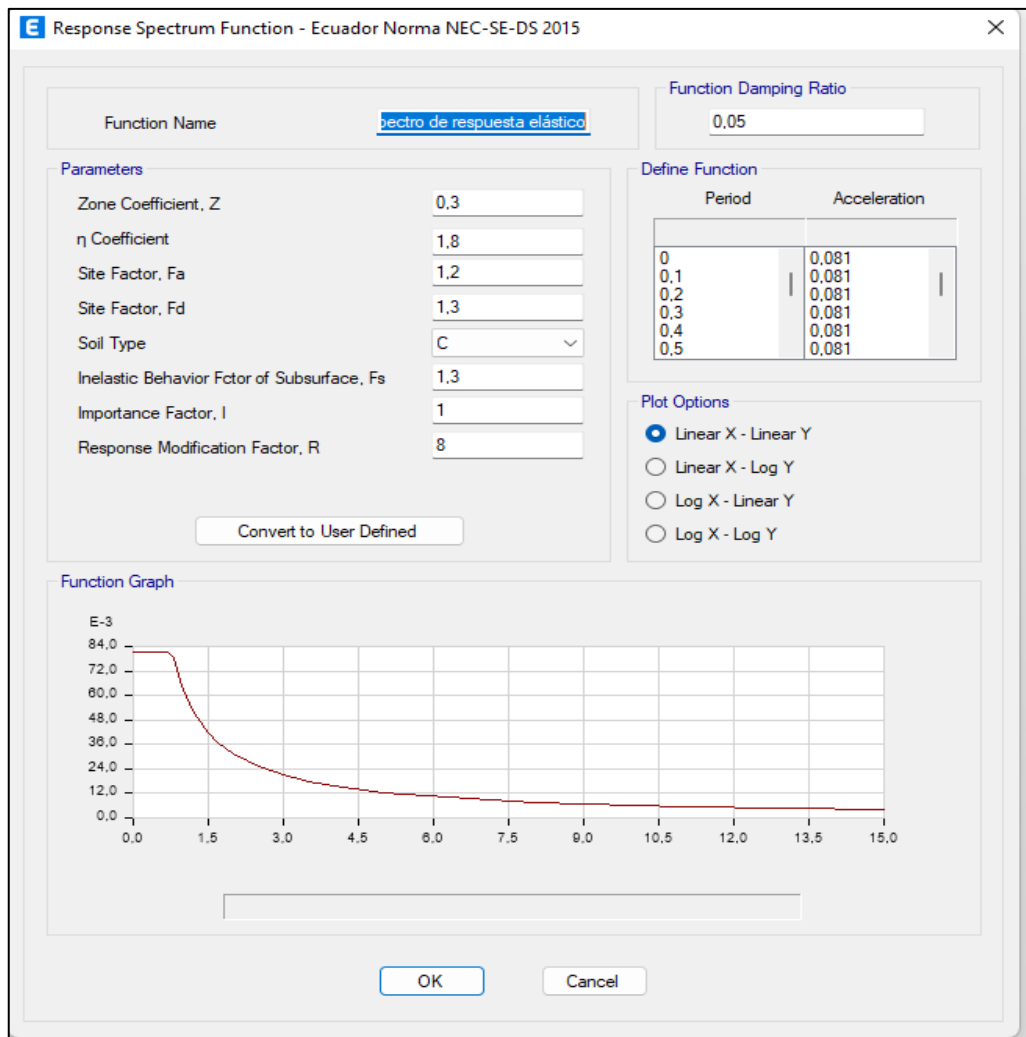 E Response Spectrum Function - Ecuador Norma NEC-SE-DS 2015
Function Name
pectro de respuesta elástico
Function Damping Ratio
0,05
Parameters
Zone Coefficient, Z 0,3
η Coefficient 1,8
Site Factor, Fa 1,2
Site Factor, Fd 1,3
Soil Type C
Inelastic Behavior Fctor of Subsurface, Fs 1,3
Importance Factor, I 1
Response Modification Factor, R 8
Convert to User Defined
Define Function
Period Acceleration
0 0,081
0,1 0,081
0,2 0,081
0,3 0,081
0,4 0,081
0,5 0,081
Plot Options
Linear X - Linear Y
Linear X - Log Y
Log X - Linear Y
Log X - Log Y
Function Graph
E-3
84,0
72,0
60,0
48,0
36,0
24,0
12,0
0,0
0,0 1,5 3,0 4,5 6,0 7,5 9,0 10,5 12,0 13,5 15,0
OK Cancel